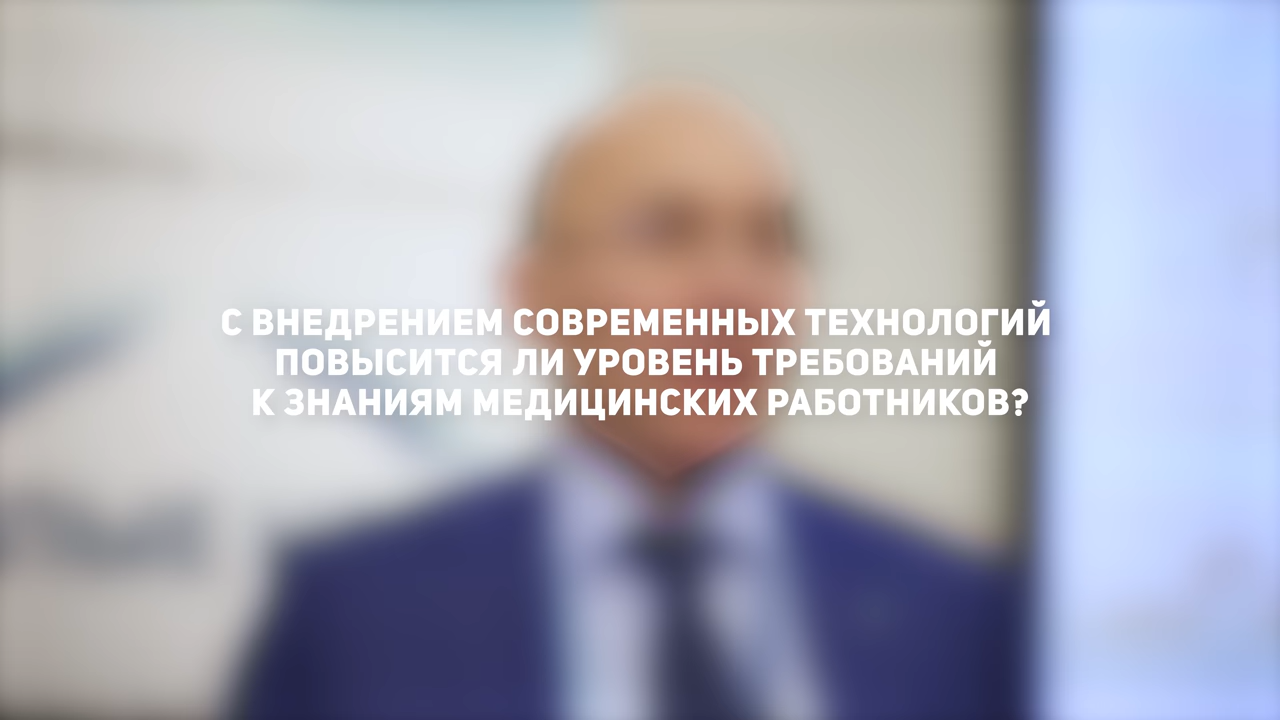 С ВНЕДРЕНИЕМ СОВРЕМЕННЫХ ТЕХНОЛОГИЙ
ПОВЫСИТСЯ ЛИ УРОВЕНЬ ТРЕБОВАНИЙ
К ЗНАНИЯМ МЕДИЦИНСКИХ РАБОТНИКОВ?